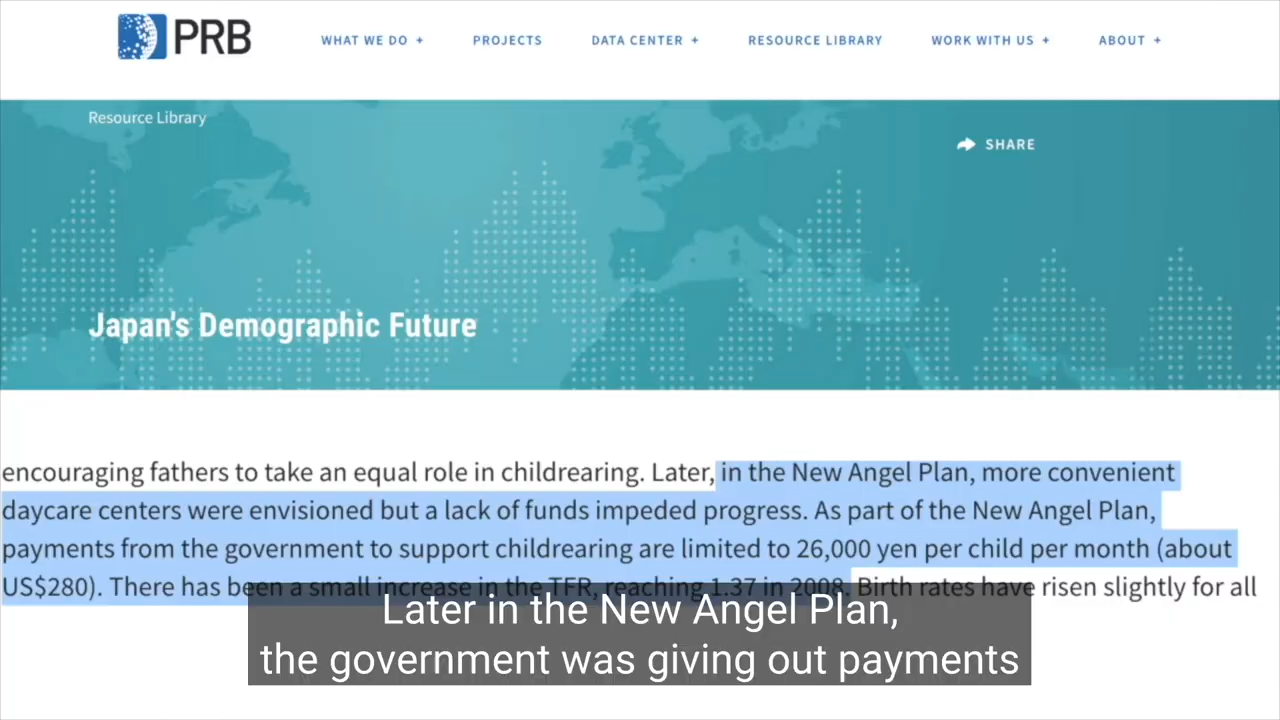 PRB
WHAT WE DO +
PROJECTS
DATA CENTER +
RESOURCE LIBRARY
WORK WITH US +
ABOUT +
Resource Library
SHARE
Japan's Demographic Future
encouraging fathers to take an equal role in childrearing. Later, in the New Angel Plan, more convenient
daycare centers were envisioned but a lack of funds impeded progress. As part of the New Angel Plan,
payments from the government to support childrearing are limited to 26,000 yen per child per month (about
US$280). There has been a small increase in the TFR, reaching 1.37 in 2008. Birth rates have risen slightly for all
Later in the New Angel Plan,
the government was giving out payments